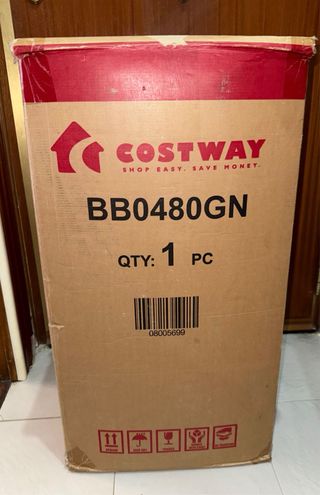 COSTWAY
SHOP EASY. SAVE MONEY.
BB0480GN
QTY: 1 PC
08005699